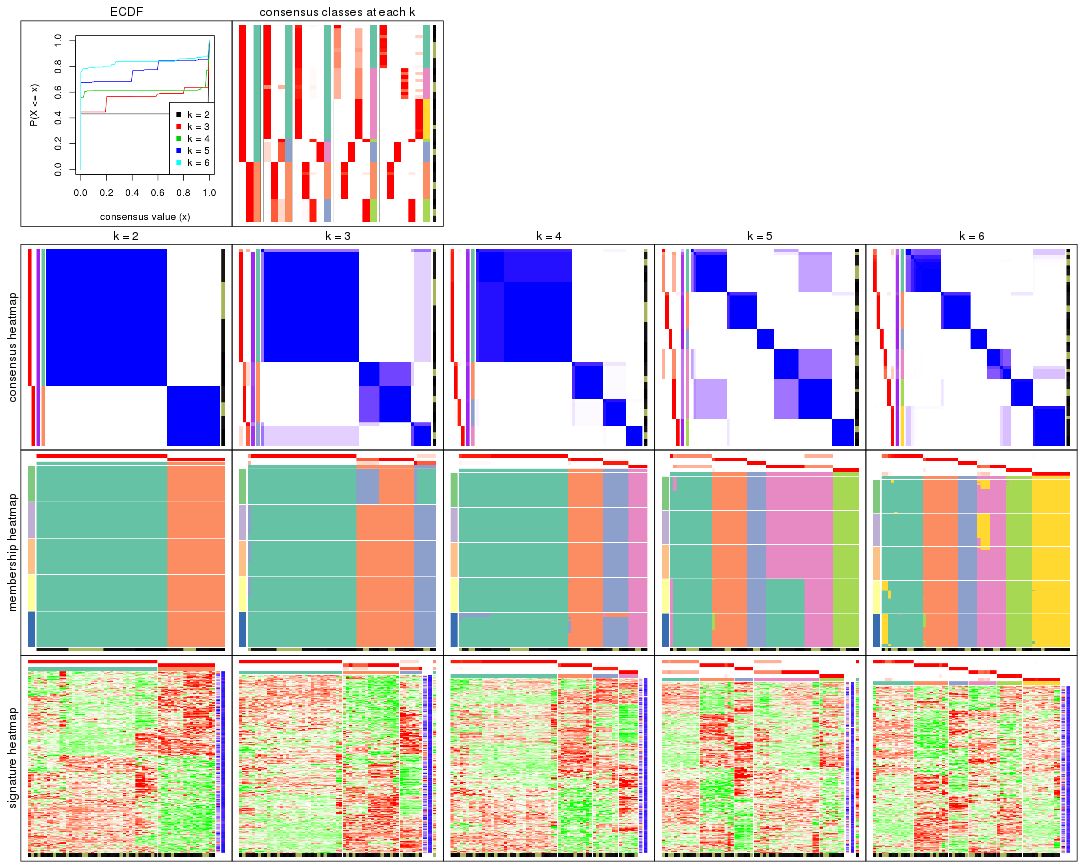 ECDF
consensus classes at each k
P(X <= x)
1.0
0.8
0.6
0.4
0.2
0.0
k = 2
k = 3
k = 4
k = 5
k = 6
0.0 0.2 0.4 0.6 0.8 1.0
consensus value (x)
k = 2
k = 3
k = 4
k = 5
k = 6
consensus heatmap
membership heatmap
signature heatmap